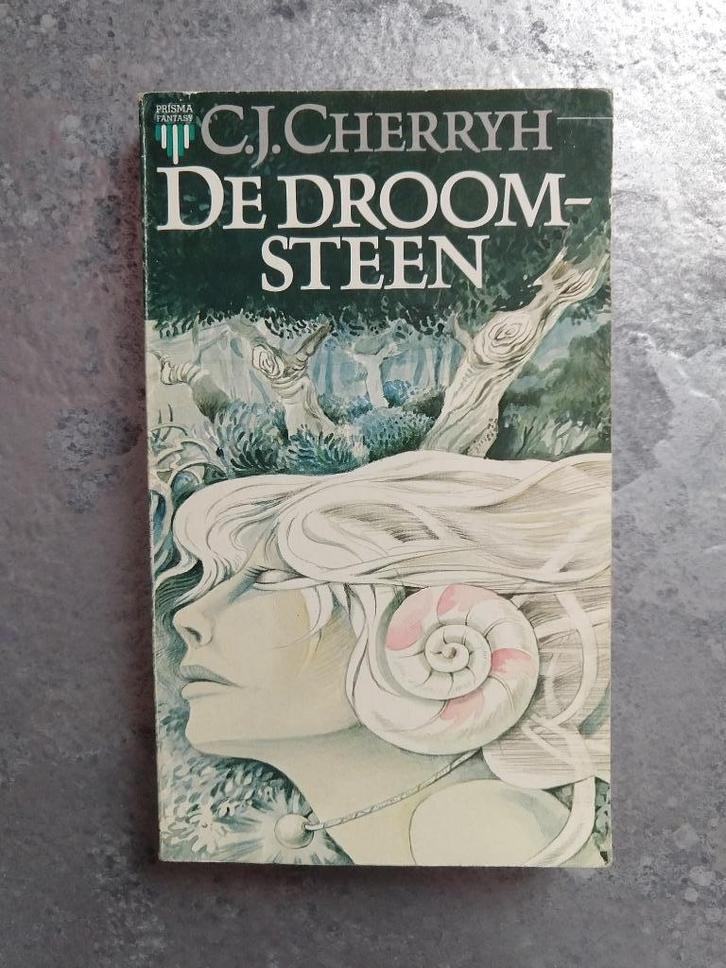 PRISMA
FANTASY
C.J. CHERRYH
DE DROOM-
STEEN